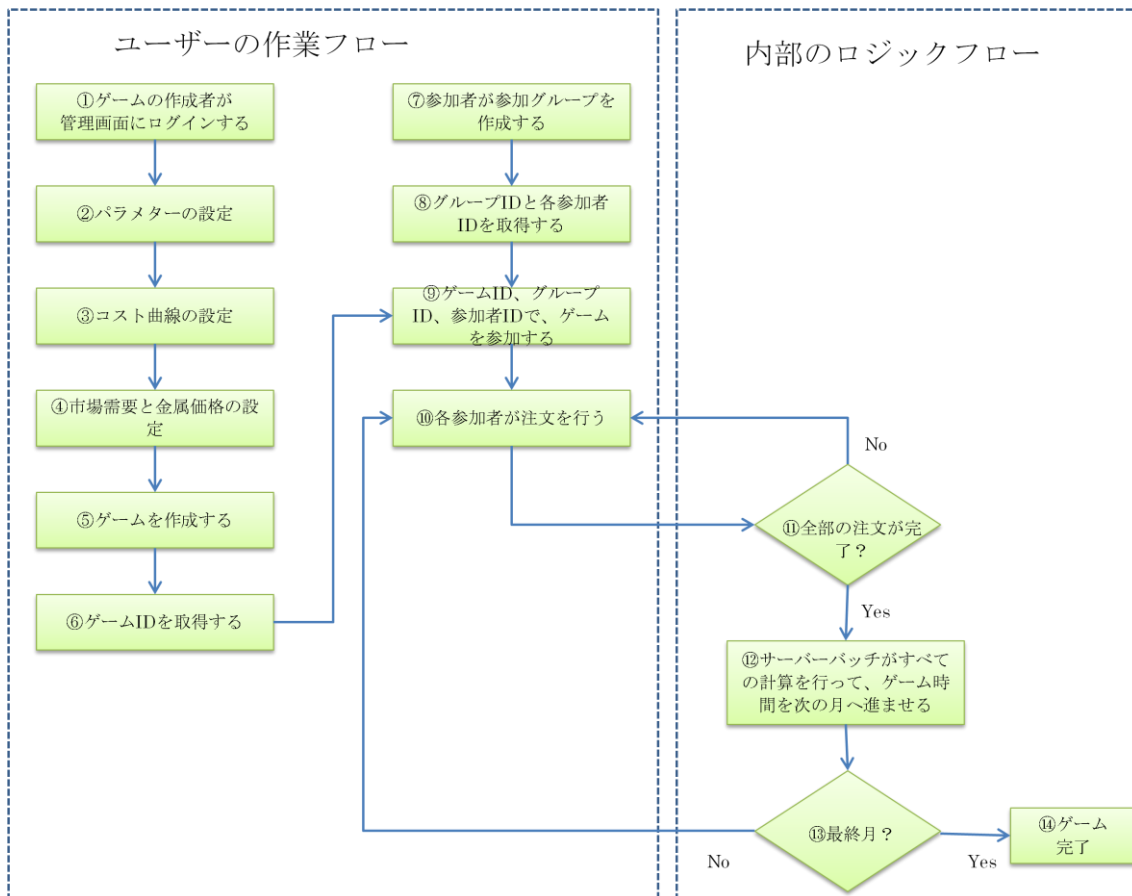 ユーザーの作業フロー
①ゲームの作成者が
管理画面にログインする
②パラメターの設定
③コスト曲線の設定
④市場需要と金属価格の設
定
⑤ゲームを作成する
⑥ゲームIDを取得する
⑦参加者が参加グループを
作成する
⑧グループIDと各参加者
IDを取得する
⑨ゲームID、グループ
ID、参加者IDで、ゲーム
を参加する
⑩各参加者が注文を行う
内部のロジックフロー
No
⑪全部の注文が完
了？
Yes
⑫サーバーバッチがすべて
の計算を行って、ゲーム時
間を次の月へ進ませる
⑬最終月？
No
Yes
⑭ゲーム
完了